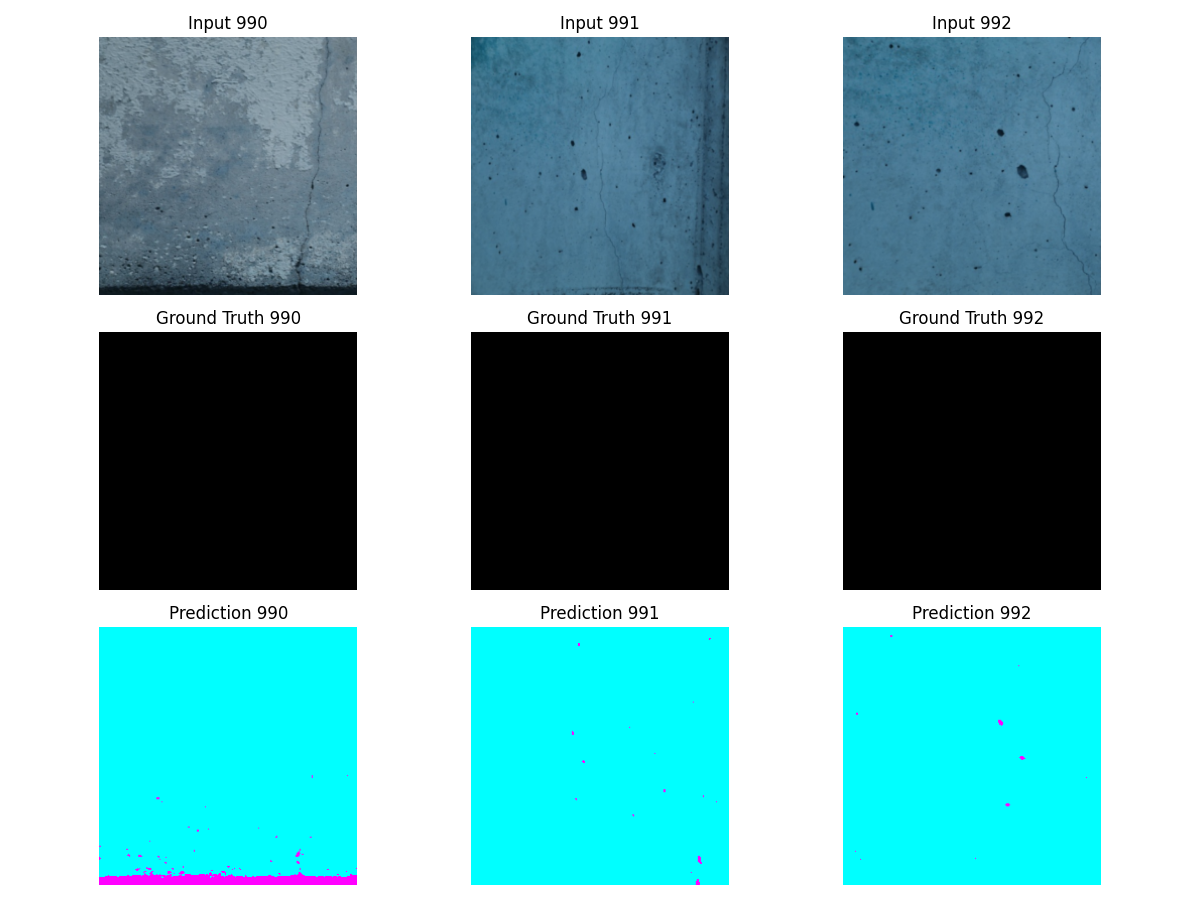 Input 990
Input 991
Input 992
Ground Truth 990
Ground Truth 991
Ground Truth 992
Prediction 990
Prediction 991
Prediction 992